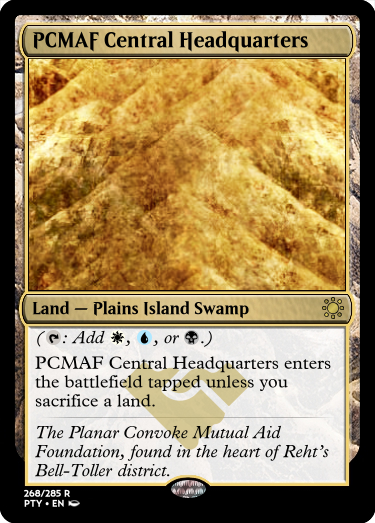 PCMAF Central Headquarters
Land — Plains Island Swamp
(: Add , , or .)
PCMAF Central Headquarters enters
the battlefield tapped unless you
sacrifice a land.
The Planar Convoke Mutual Aid
Foundation, found in the heart of Reht's
Bell-Toller district.
268/285 R
PTY • EN